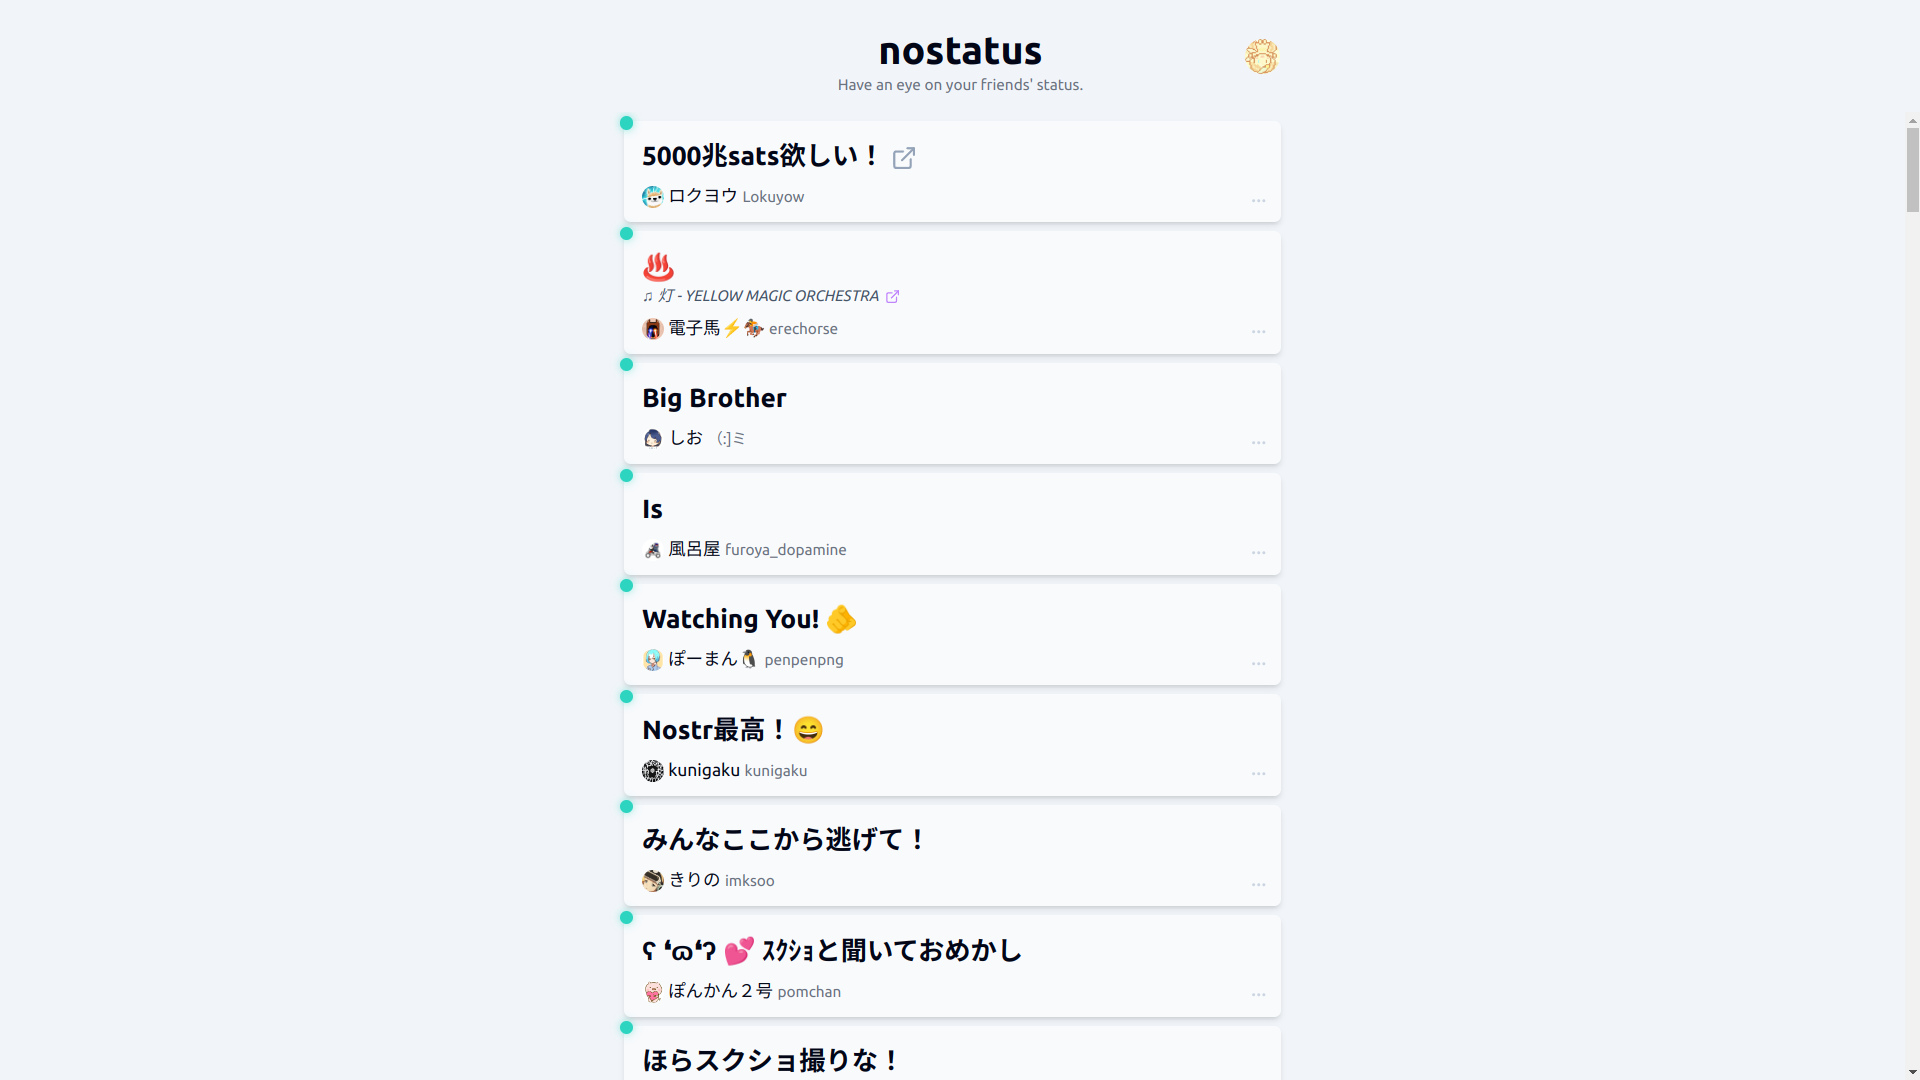 nostatus
Have an eye on your friends' status.
5000兆sats欲しい！
ロクヨウ Lokuyow
...
♨
♫ 灯 - YELLOW MAGIC ORCHESTRA
電子馬⚡🏇 erechorse
...
Big Brother
しお （:]ミ
...
Is
風呂屋 furoya_dopamine
...
Watching You! 🫵
ぽーまん🐧 penpenpng
...
Nostr最高！😄
kunigaku kunigaku
...
みんなここから逃げて！
きりの imksoo
...
ʕ ❛ɷ❛ʔ 💕 ｽｸｼｮと聞いておめかし
ぽんかん２号 pomchan
...
ほらスクショ撮りな！